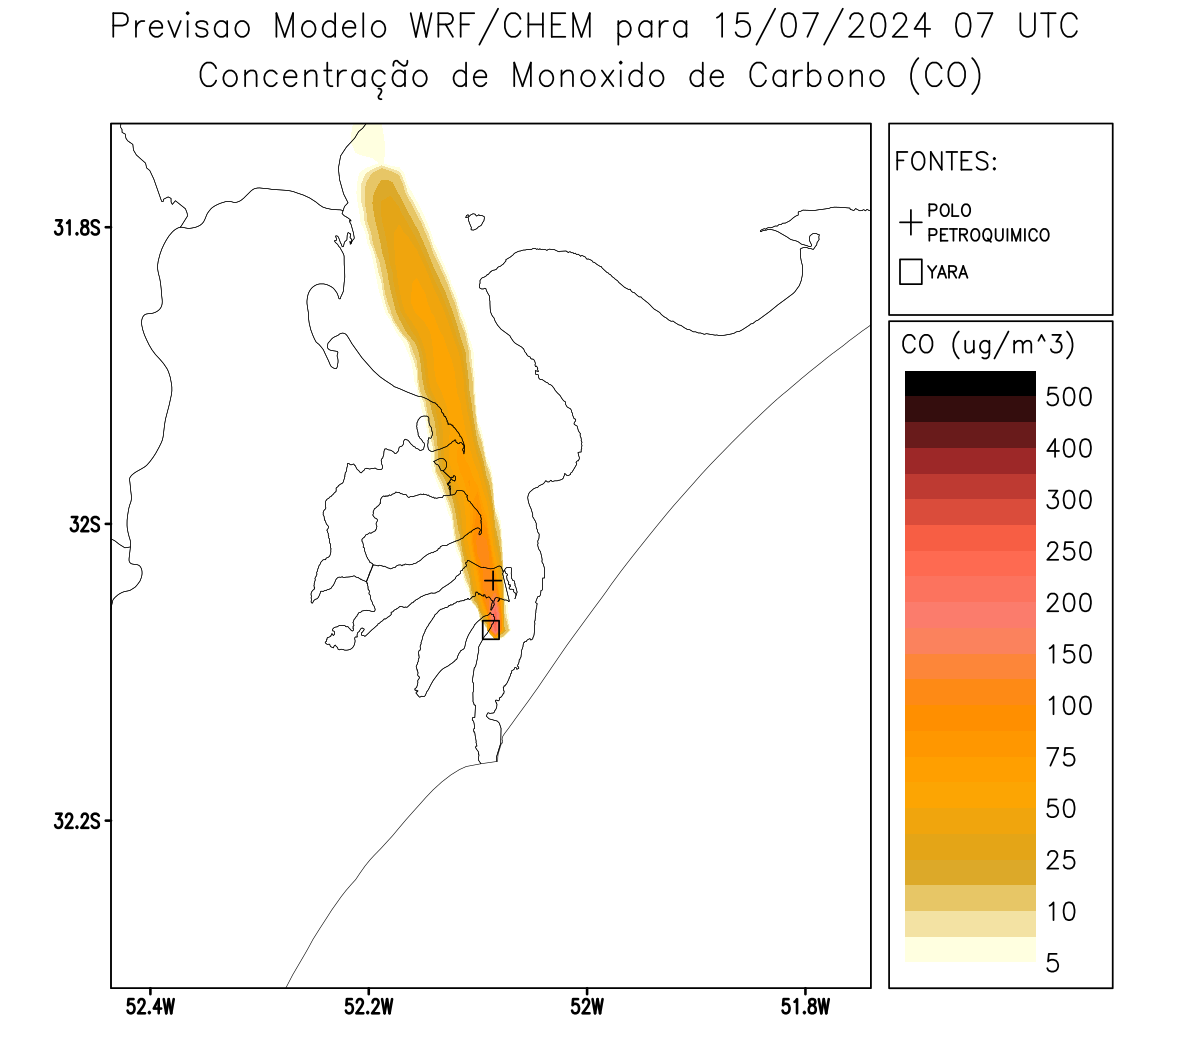 Previsao Modelo WRF/CHEM para 15/07/2024 07 UTC
Concentração de Monoxido de Carbono (CO)
FONTES:
POLO
PETROQUIMICO
YARA
CO (ug/m^3)
500
400
300
250
200
150
100
75
50
25
10
5
31.8S
32S
32.2S
52.4W
52.2W
52W
51.8W